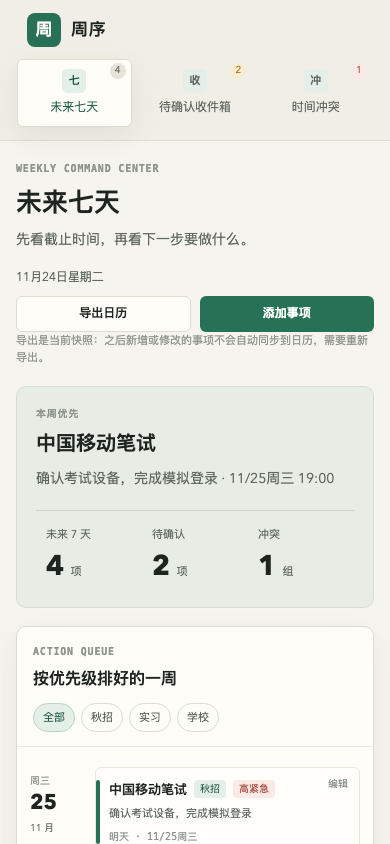 周 周序
七 4
未来七天
收 2
待确认收件箱
冲 1
时间冲突
WEEKLY COMMAND CENTER
未来七天
先看截止时间，再看下一步要做什么。
11月24日星期二
导出日历 添加事项
导出是当前快照：之后新增或修改的事项不会自动同步到日历，需要重新
导出。
本周优先
中国移动笔试
确认考试设备，完成模拟登录 · 11/25周三 19:00
未来 7 天 待确认 冲突
4 项 2 项 1 组
ACTION QUEUE
按优先级排好的一周
全部 秋招 实习 学校
周三
25
11 月
中国移动笔试 秋招 高紧急 编辑
确认考试设备，完成模拟登录
明天 · 11/25周三